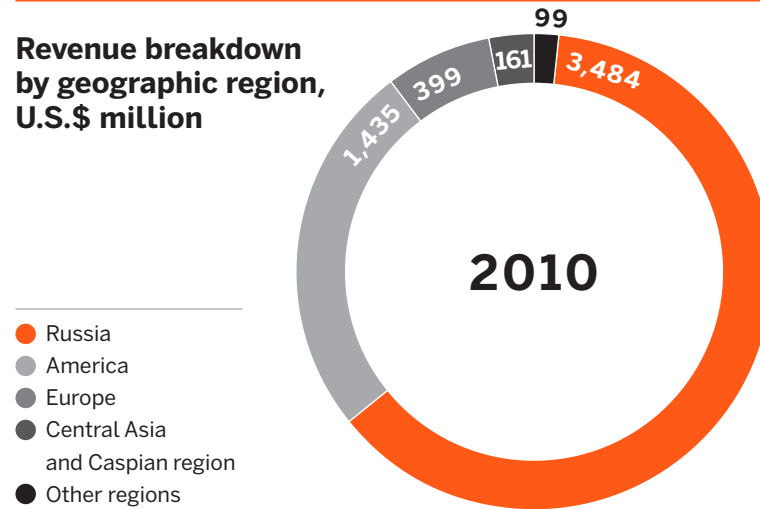 Revenue breakdown
by geographic region,
U.S.$ million
99
161
3,484
399
1,435
2010
Russia
America
Europe
Central Asia
and Caspian region
Other regions